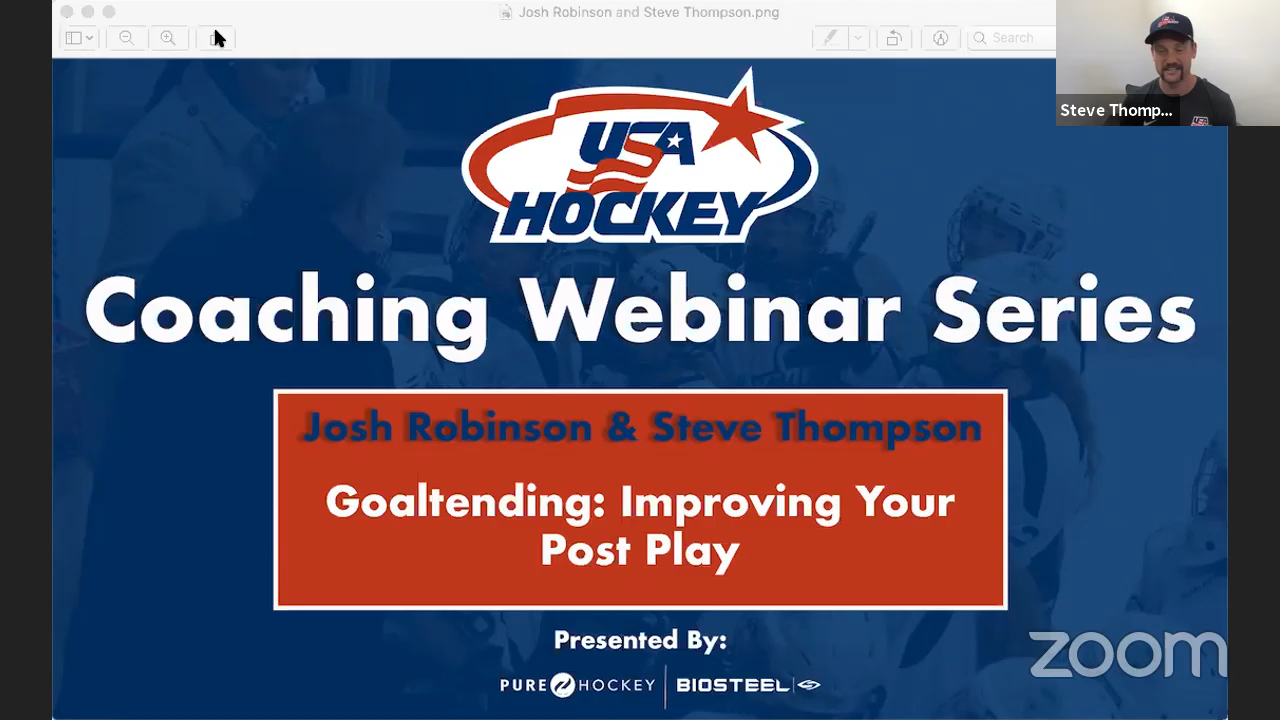 Josh Robinson and Steve Thompson.png
Search
Steve Thomp...
USA
HOCKEY
Coaching Webinar Series
Josh Robinson & Steve Thompson
Goaltending: Improving Your
Post Play
Presented By:
PURE HOCKEY
BIOSTEEL
zoom